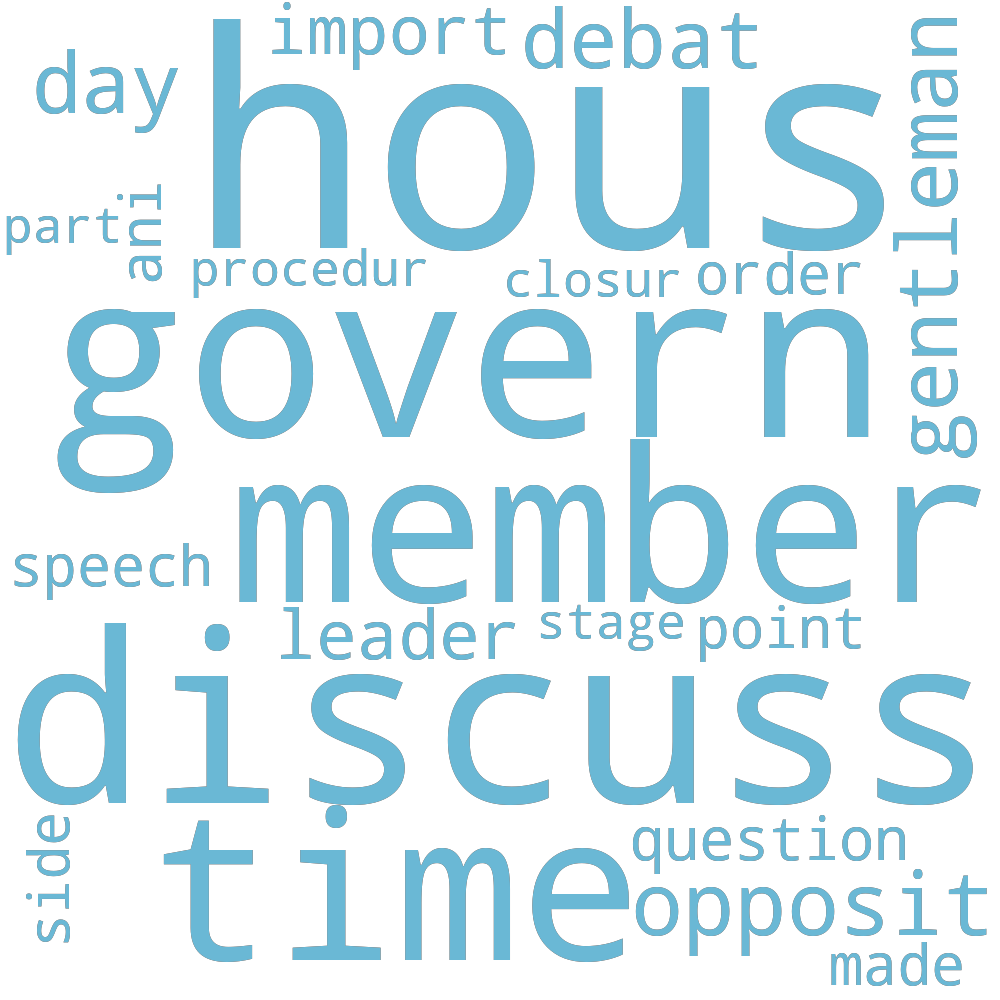 import
debat
day
hous
gentleman
parti
ani
procedur
closur
order
govern
member
speech
leader
stage
point
discuss
side
time
question
opposit
made